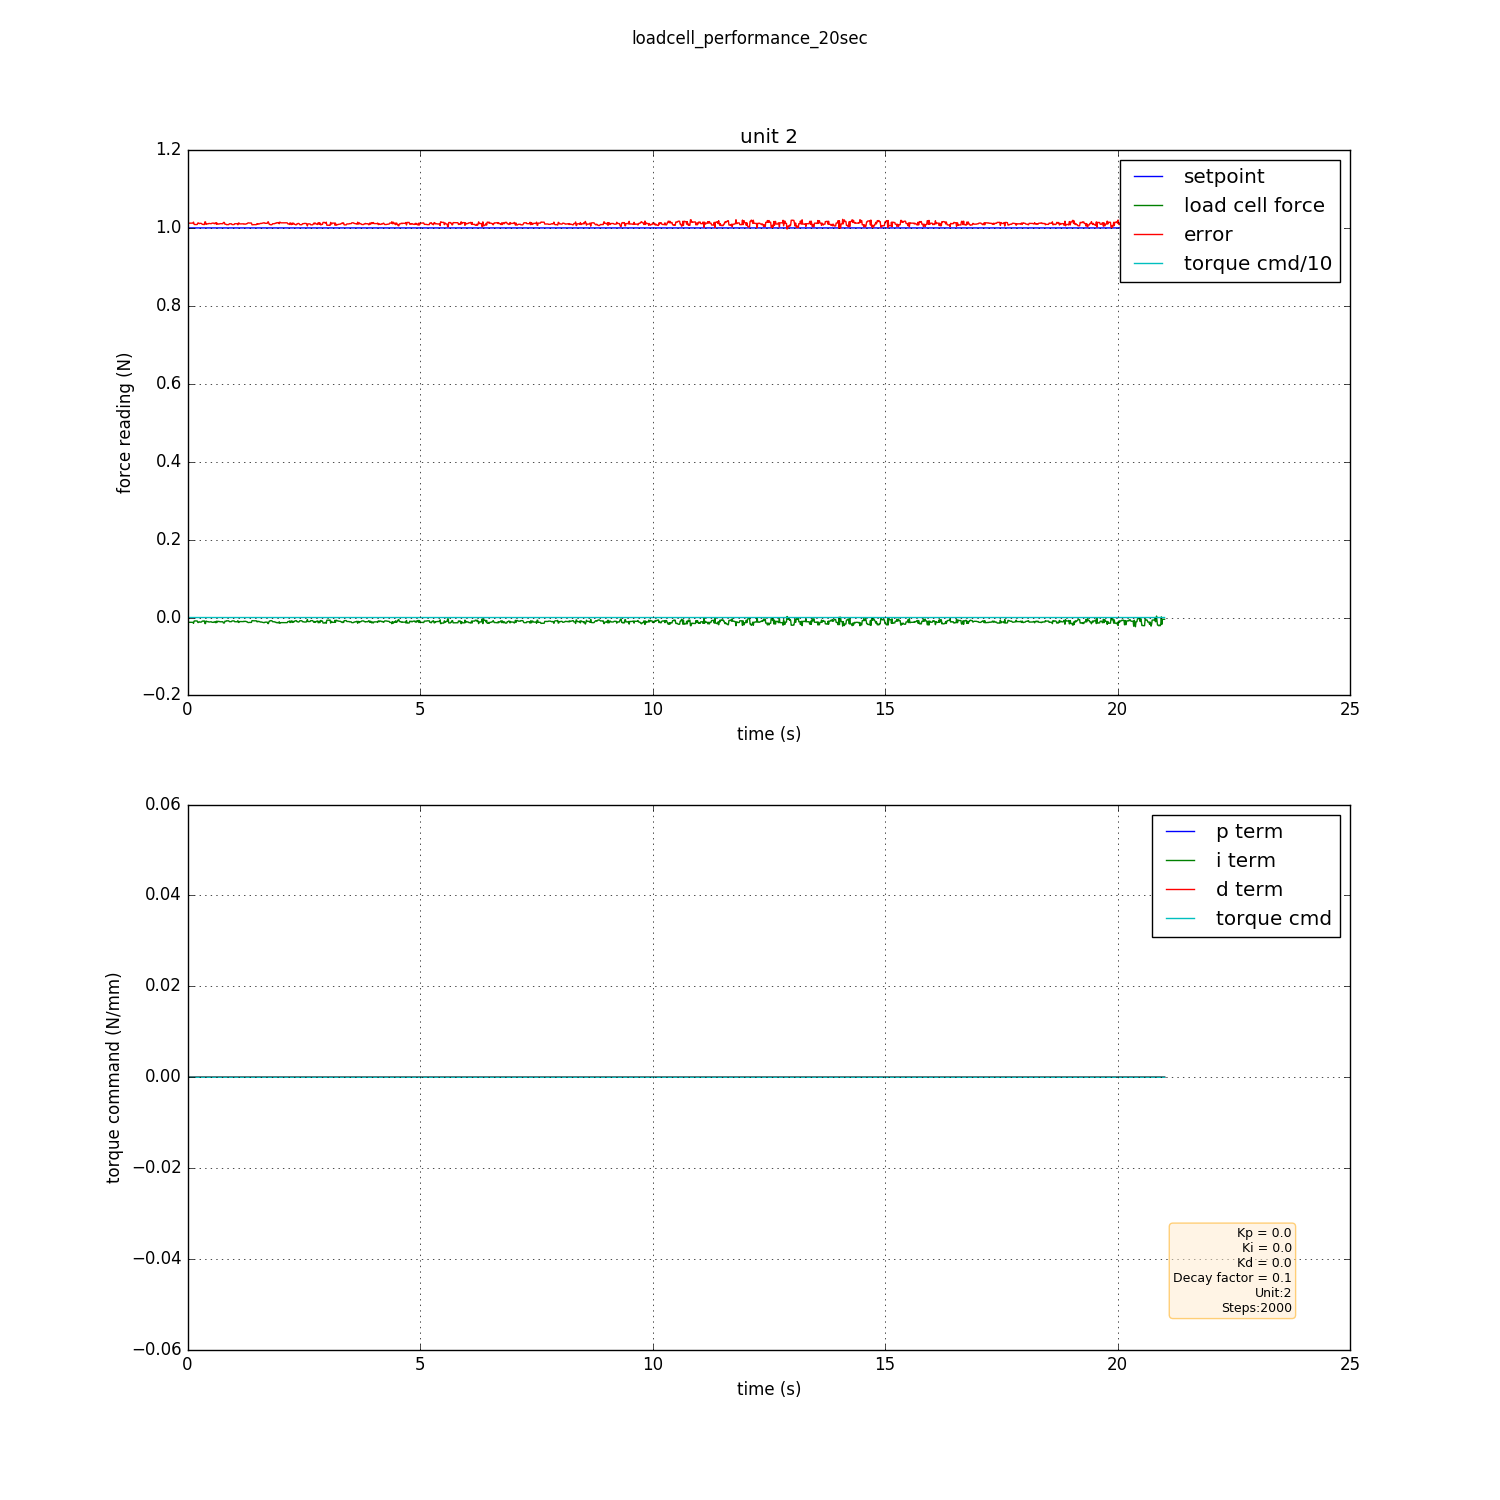 loadcell_performance_20sec
unit 2
1.2
1.0
0.8
0.6
0.4
0.2
0.0
−0.2
force reading (N)
setpoint
load cell force
error
torque cmd/10
0 5 10 15 20 25
time (s)
0.06
0.04
0.02
0.00
−0.02
−0.04
−0.06
torque command (N/mm)
p term
i term
d term
torque cmd
Kp = 0.0
Ki = 0.0
Kd = 0.0
Decay factor = 0.1
Unit:2
Steps:2000
0 5 10 15 20 25
time (s)